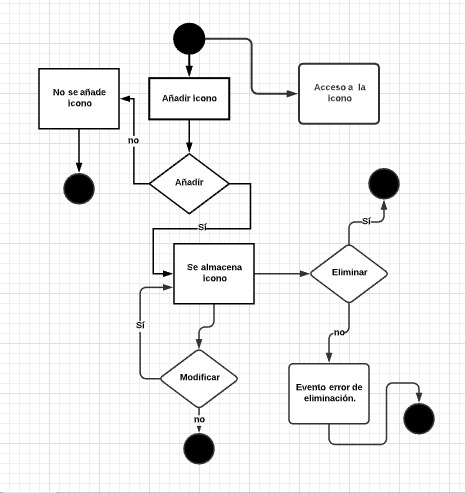 No se añade
icono
Añadir icono
Acceso a la
icono
no
Añadir
Sí
Sí
Se almacena
icono
Eliminar
Sí
no
Modificar
Evento error de
eliminación.
no